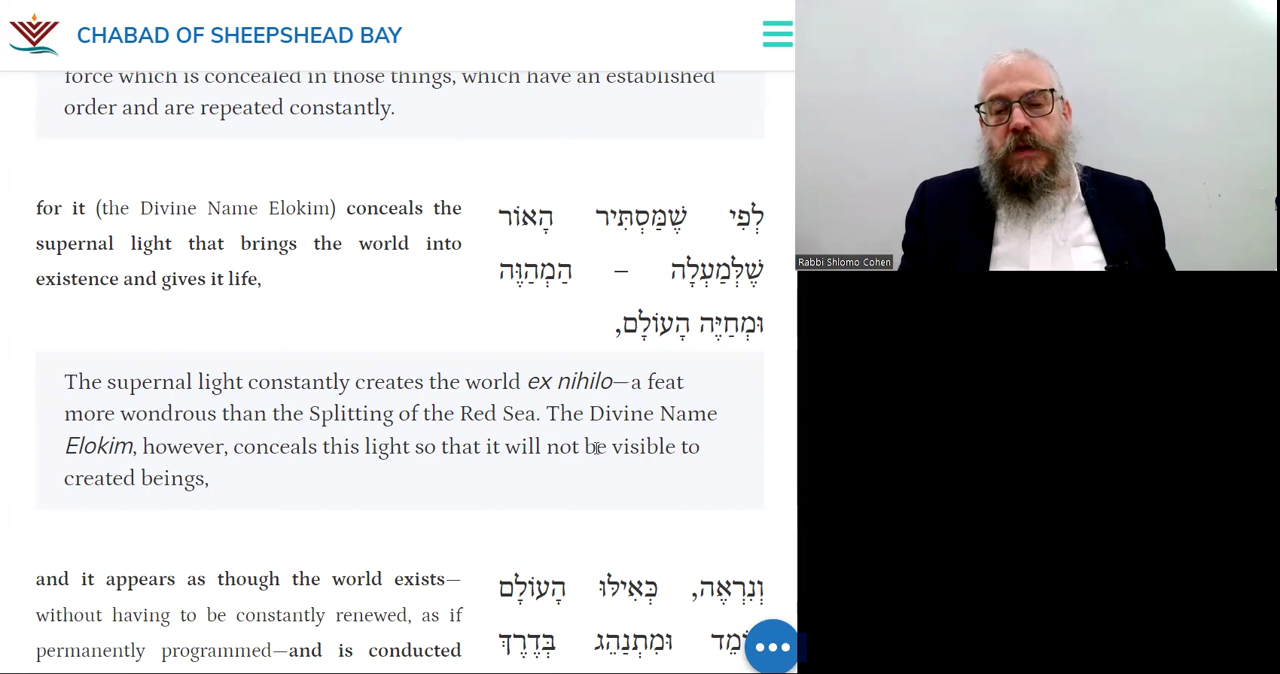 CHABAD OF SHEEPSHEAD BAY
force which is concealed in those things, which have an established
order and are repeated constantly.
for it (the Divine Name Elokim) conceals the
supernal light that brings the world into
existence and gives it life,
לְפִי שֶׁמַּסְתִּיר הָאוֹר
שֶׁלְּמַעְלָה – הַמְהַוֶּה
וּמְחַיֶּה הָעוֹלָם,
The supernal light constantly creates the world ex nihilo—a feat
more wondrous than the Splitting of the Red Sea. The Divine Name
Elokim, however, conceals this light so that it will not be visible to
created beings,
and it appears as though the world exists—
without having to be constantly renewed, as if
permanently programmed—and is conducted
וְנִרְאֶה, כְּאִילּוּ הָעוֹלָם
וּמִתְנַהֵג בְּדֶרֶךְ
Rabbi Shlomo Cohen